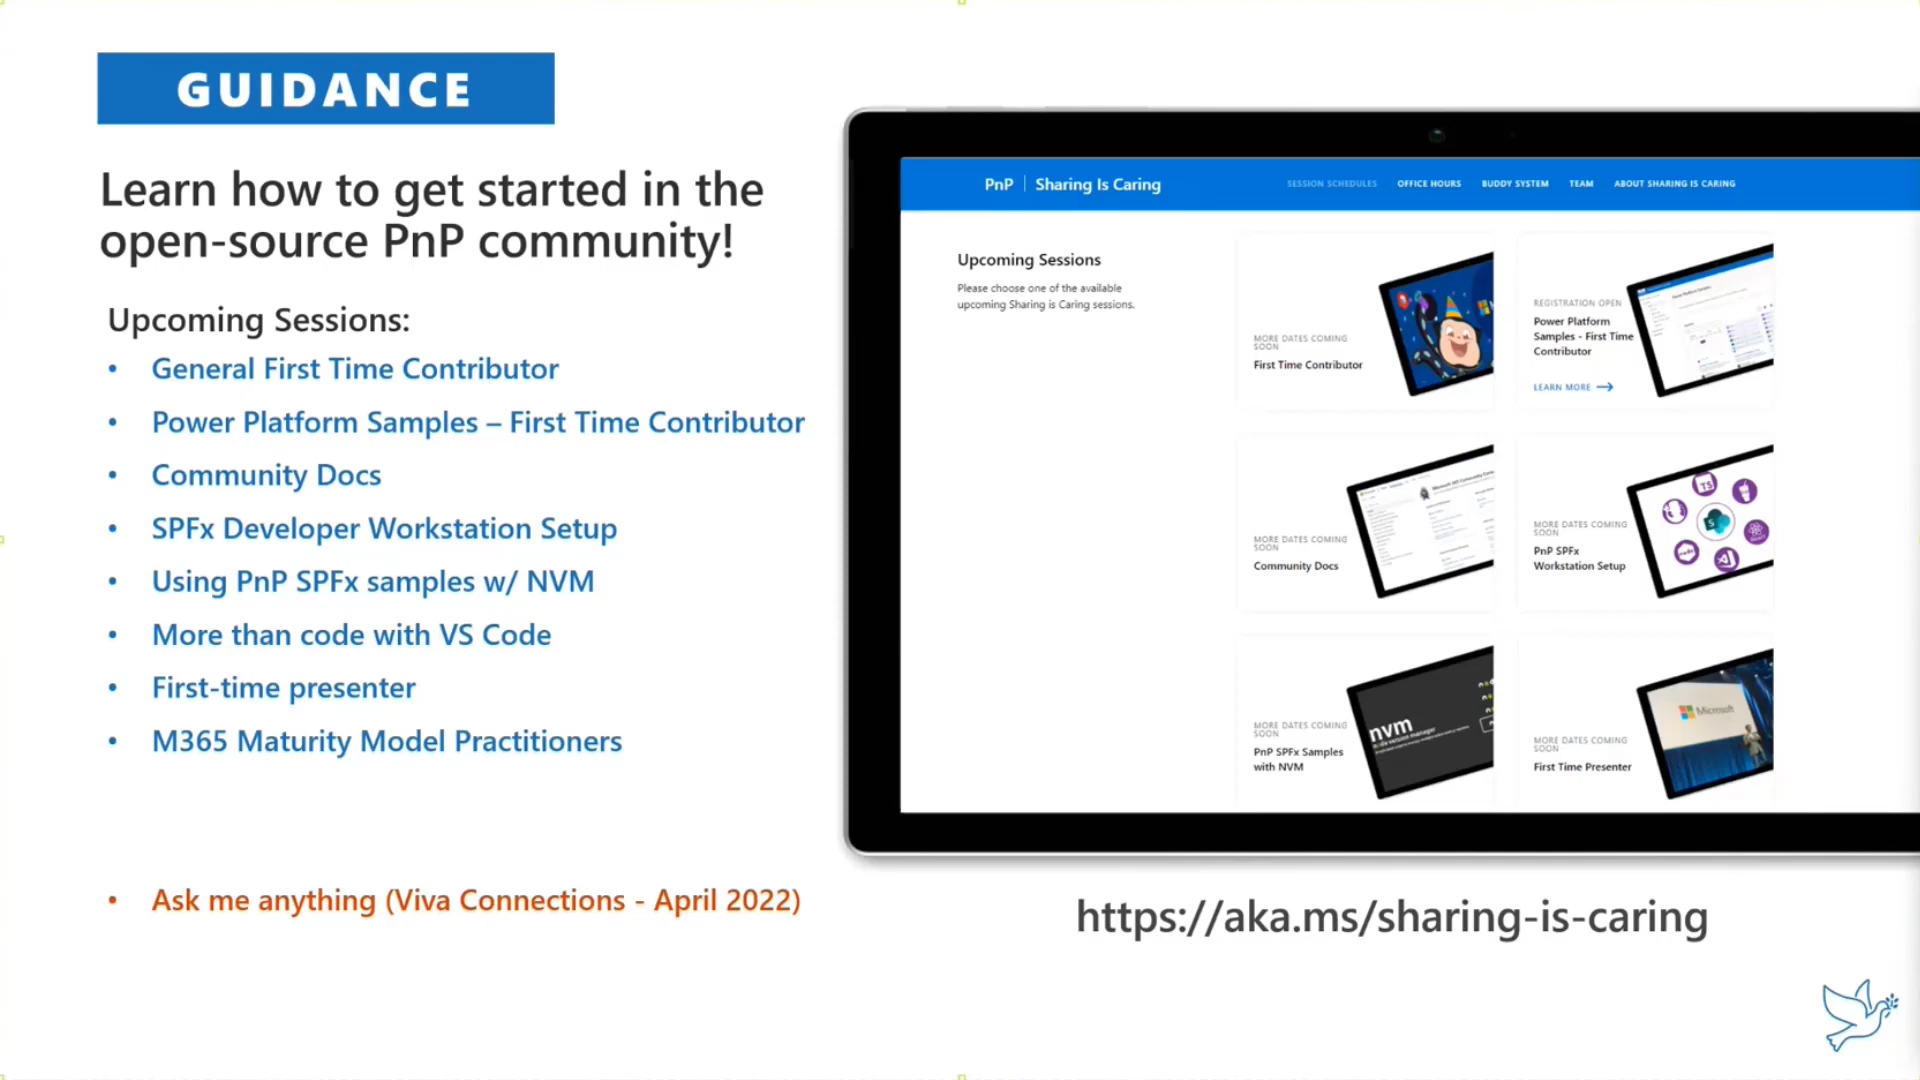 GUIDANCE
Learn how to get started in the
open-source PnP community!
Upcoming Sessions:
• General First Time Contributor
• Power Platform Samples – First Time Contributor
• Community Docs
• SPFx Developer Workstation Setup
• Using PnP SPFx samples w/ NVM
• More than code with VS Code
• First-time presenter
• M365 Maturity Model Practitioners
• Ask me anything (Viva Connections - April 2022)
PnP | Sharing Is Caring
SESSION SCHEDULES OFFICE HOURS BUDDY SYSTEM TEAM ABOUT SHARING IS CARING
Upcoming Sessions
Please choose one of the available
upcoming Sharing is Caring sessions.
MORE DATES COMING
SOON
First Time Contributor
REGISTRATION OPEN
Power Platform
Samples - First Time
Contributor
LEARN MORE →
MORE DATES COMING
SOON
Community Docs
MORE DATES COMING
SOON
PnP SPFx
Workstation Setup
TS
S
MORE DATES COMING
SOON
PnP SPFx Samples
with NVM
nvm
node version manager
MORE DATES COMING
SOON
First Time Presenter
Microsoft
https://aka.ms/sharing-is-caring